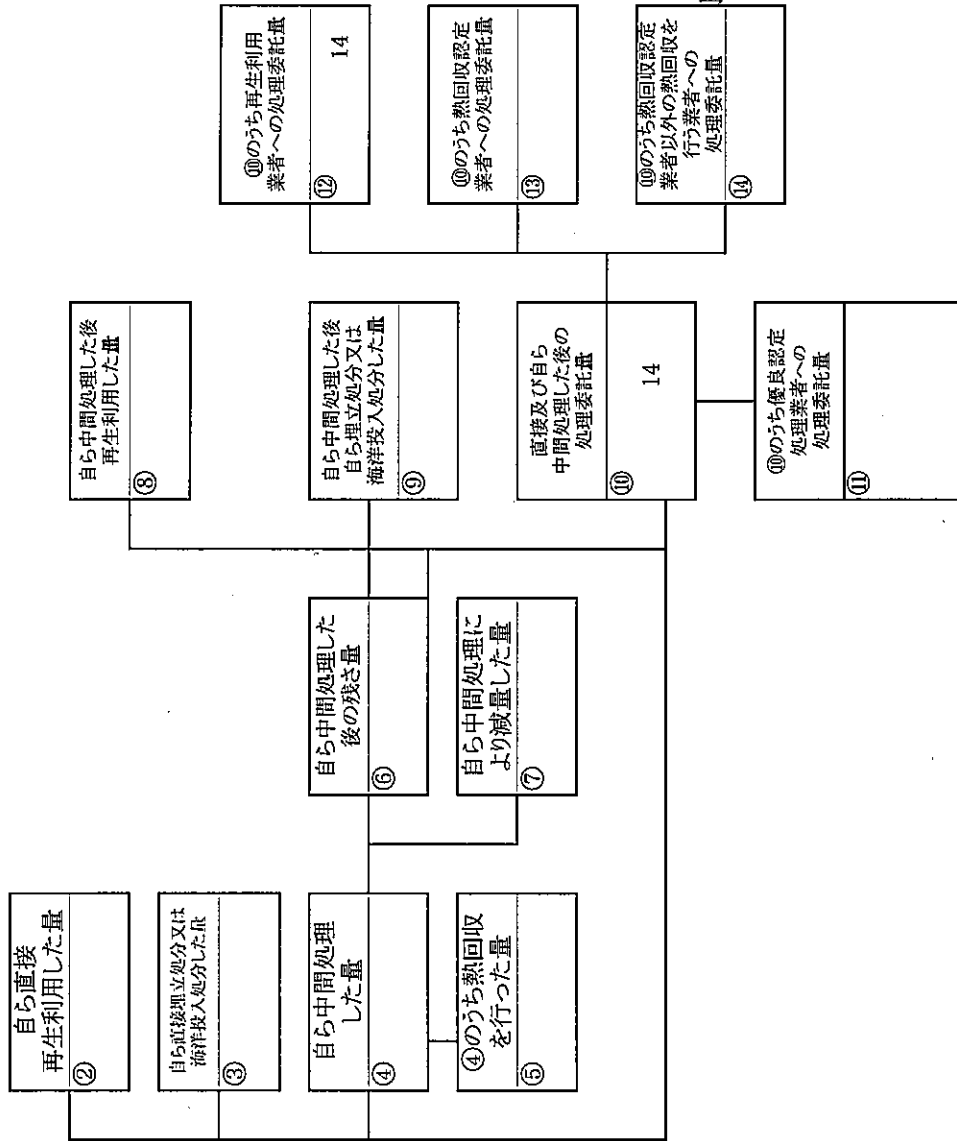 自ら直接
再生利用した量
②
自ら直接埋立処分又は
海洋投入処分した量
③
自ら中間処理
した量
④
④のうち熱回収
を行った量
⑤
自ら中間処理した
後の残さ量
⑥
自ら中間処理に
より減量した量
⑦
自ら中間処理した後
再生利用した量
⑧
自ら中間処理した後
自ら埋立処分又は
海洋投入処分した量
⑨
直接及び自ら
中間処理した後の
処理委託量
⑩
14
⑩のうち優良認定
処理業者への
処理委託量
⑪
⑩のうち再生利用
業者への処理委託量
⑫
14
⑩のうち熱回収認定
業者への処理委託量
⑬
⑩のうち熱回収認定
業者以外の熱回収を
行う業者への
処理委託量
⑭